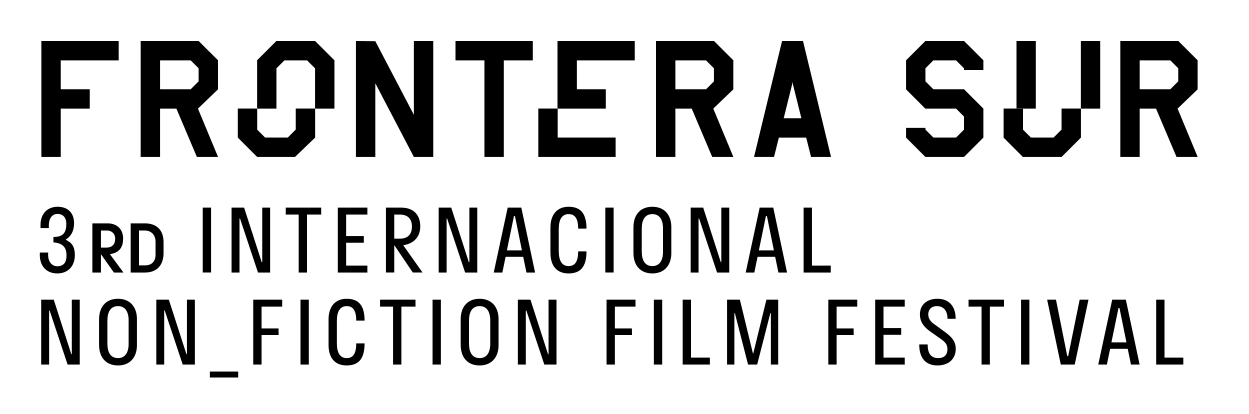 FRONTERA SUR
3RD INTERNACIONAL
NON_FICTION FILM FESTIVAL